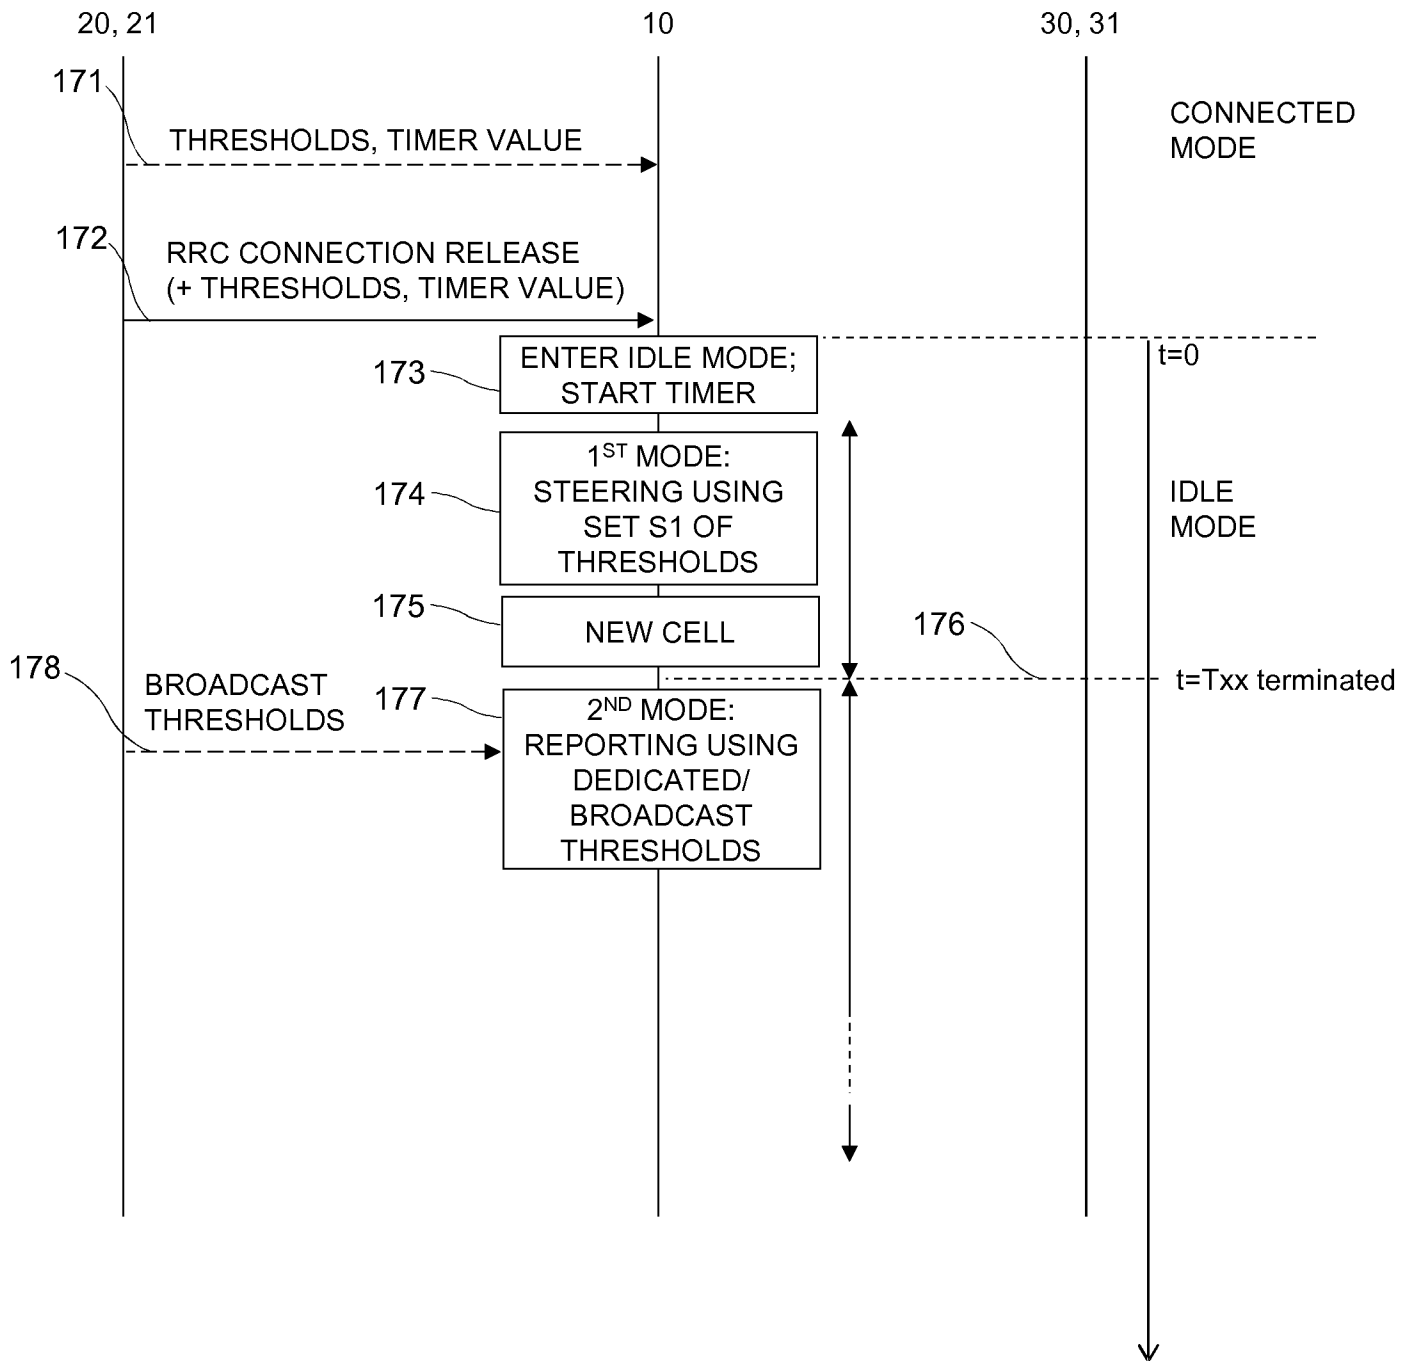 20, 21
10
30, 31
171
THRESHOLDS, TIMER VALUE
CONNECTED
MODE
172
RRC CONNECTION RELEASE
(+ THRESHOLDS, TIMER VALUE)
173
ENTER IDLE MODE;
START TIMER
t=0
174
1ST MODE:
STEERING USING
SET S1 OF
THRESHOLDS
IDLE
MODE
175
NEW CELL
176
t=Txx terminated
178
BROADCAST
THRESHOLDS
177
2ND MODE:
REPORTING USING
DEDICATED/
BROADCAST
THRESHOLDS